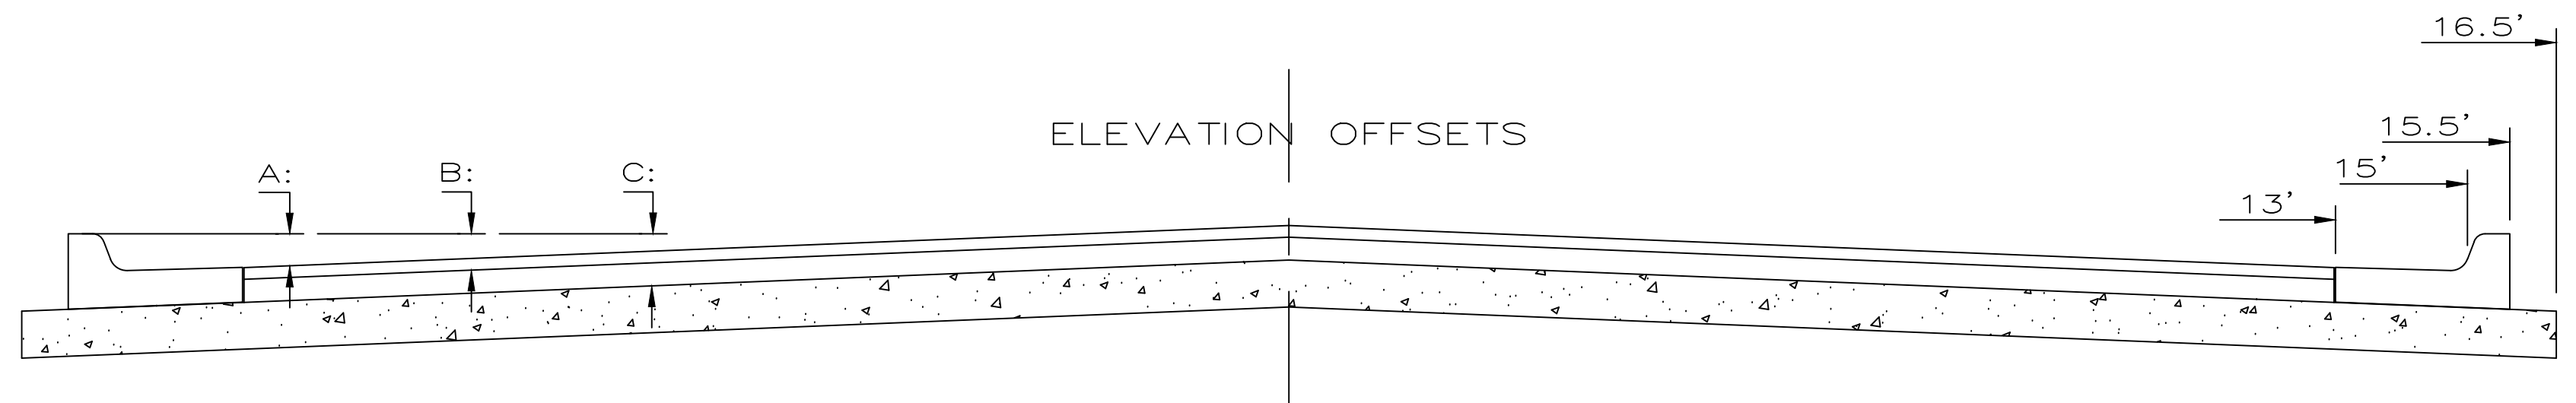 16.5’
ELEVATION OFFSETS
15.5’
A: B: C:
15’
13’